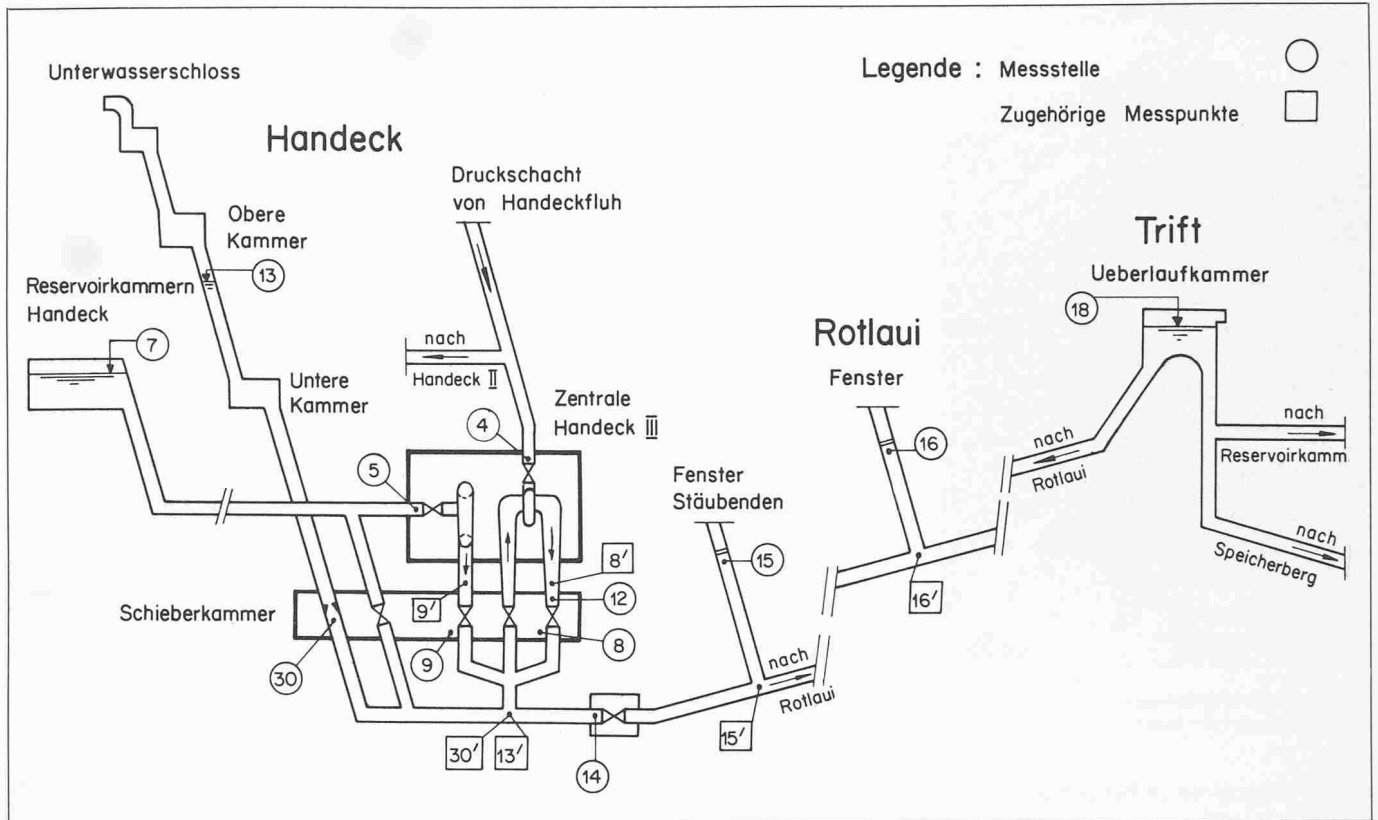 Unterwasserschloss
Handeck
Legende : Messstelle
Zugehörige Messpunkte
Druckschacht
von Handeckfluh
Obere
Kammer
13
Reservoirkammern
Handeck
7
nach
Handeck II
Untere
Kammer
Zentrale
Handeck III
4
5
Trift
Ueberlaufkammer
18
Rotlaui
Fenster
16
nach
Rotlaui
nach
Reservoirkamm.
nach
Speicherberg
Fenster
Stäubenden
15
8'
9'
12
16'
Schieberkammer
30
9
8
nach
Rotlaui
15'
30'
13'
14